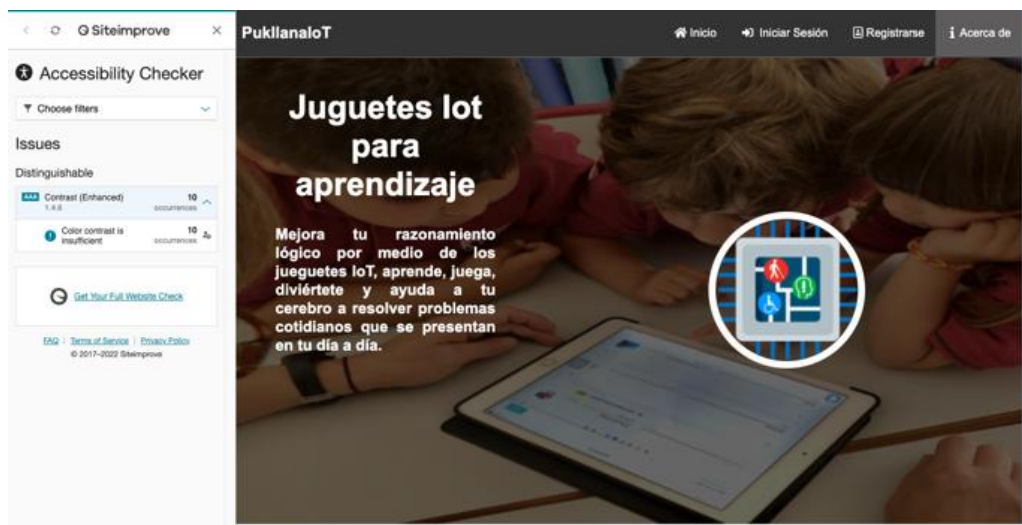 Siteimprove
Accessibility Checker
Choose filters
Issues
Distinguishable
AAA Contrast (Enhanced) 10
1.4.6 occurrences
Color contrast is 10
insufficient occurrences
Get Your Full Website Check
FAQ | Terms of Service | Privacy Policy
© 2017-2022 Siteimprove
PukllanaIoT
Inicio
Iniciar Sesión
Registrarse
Acerca de
Juguetes Iot
para
aprendizaje
Mejora tu razonamiento
lógico por medio de los
jueguetes IoT, aprende, juega,
diviértete y ayuda a tu
cerebro a resolver problemas
cotidianos que se presentan
en tu día a día.